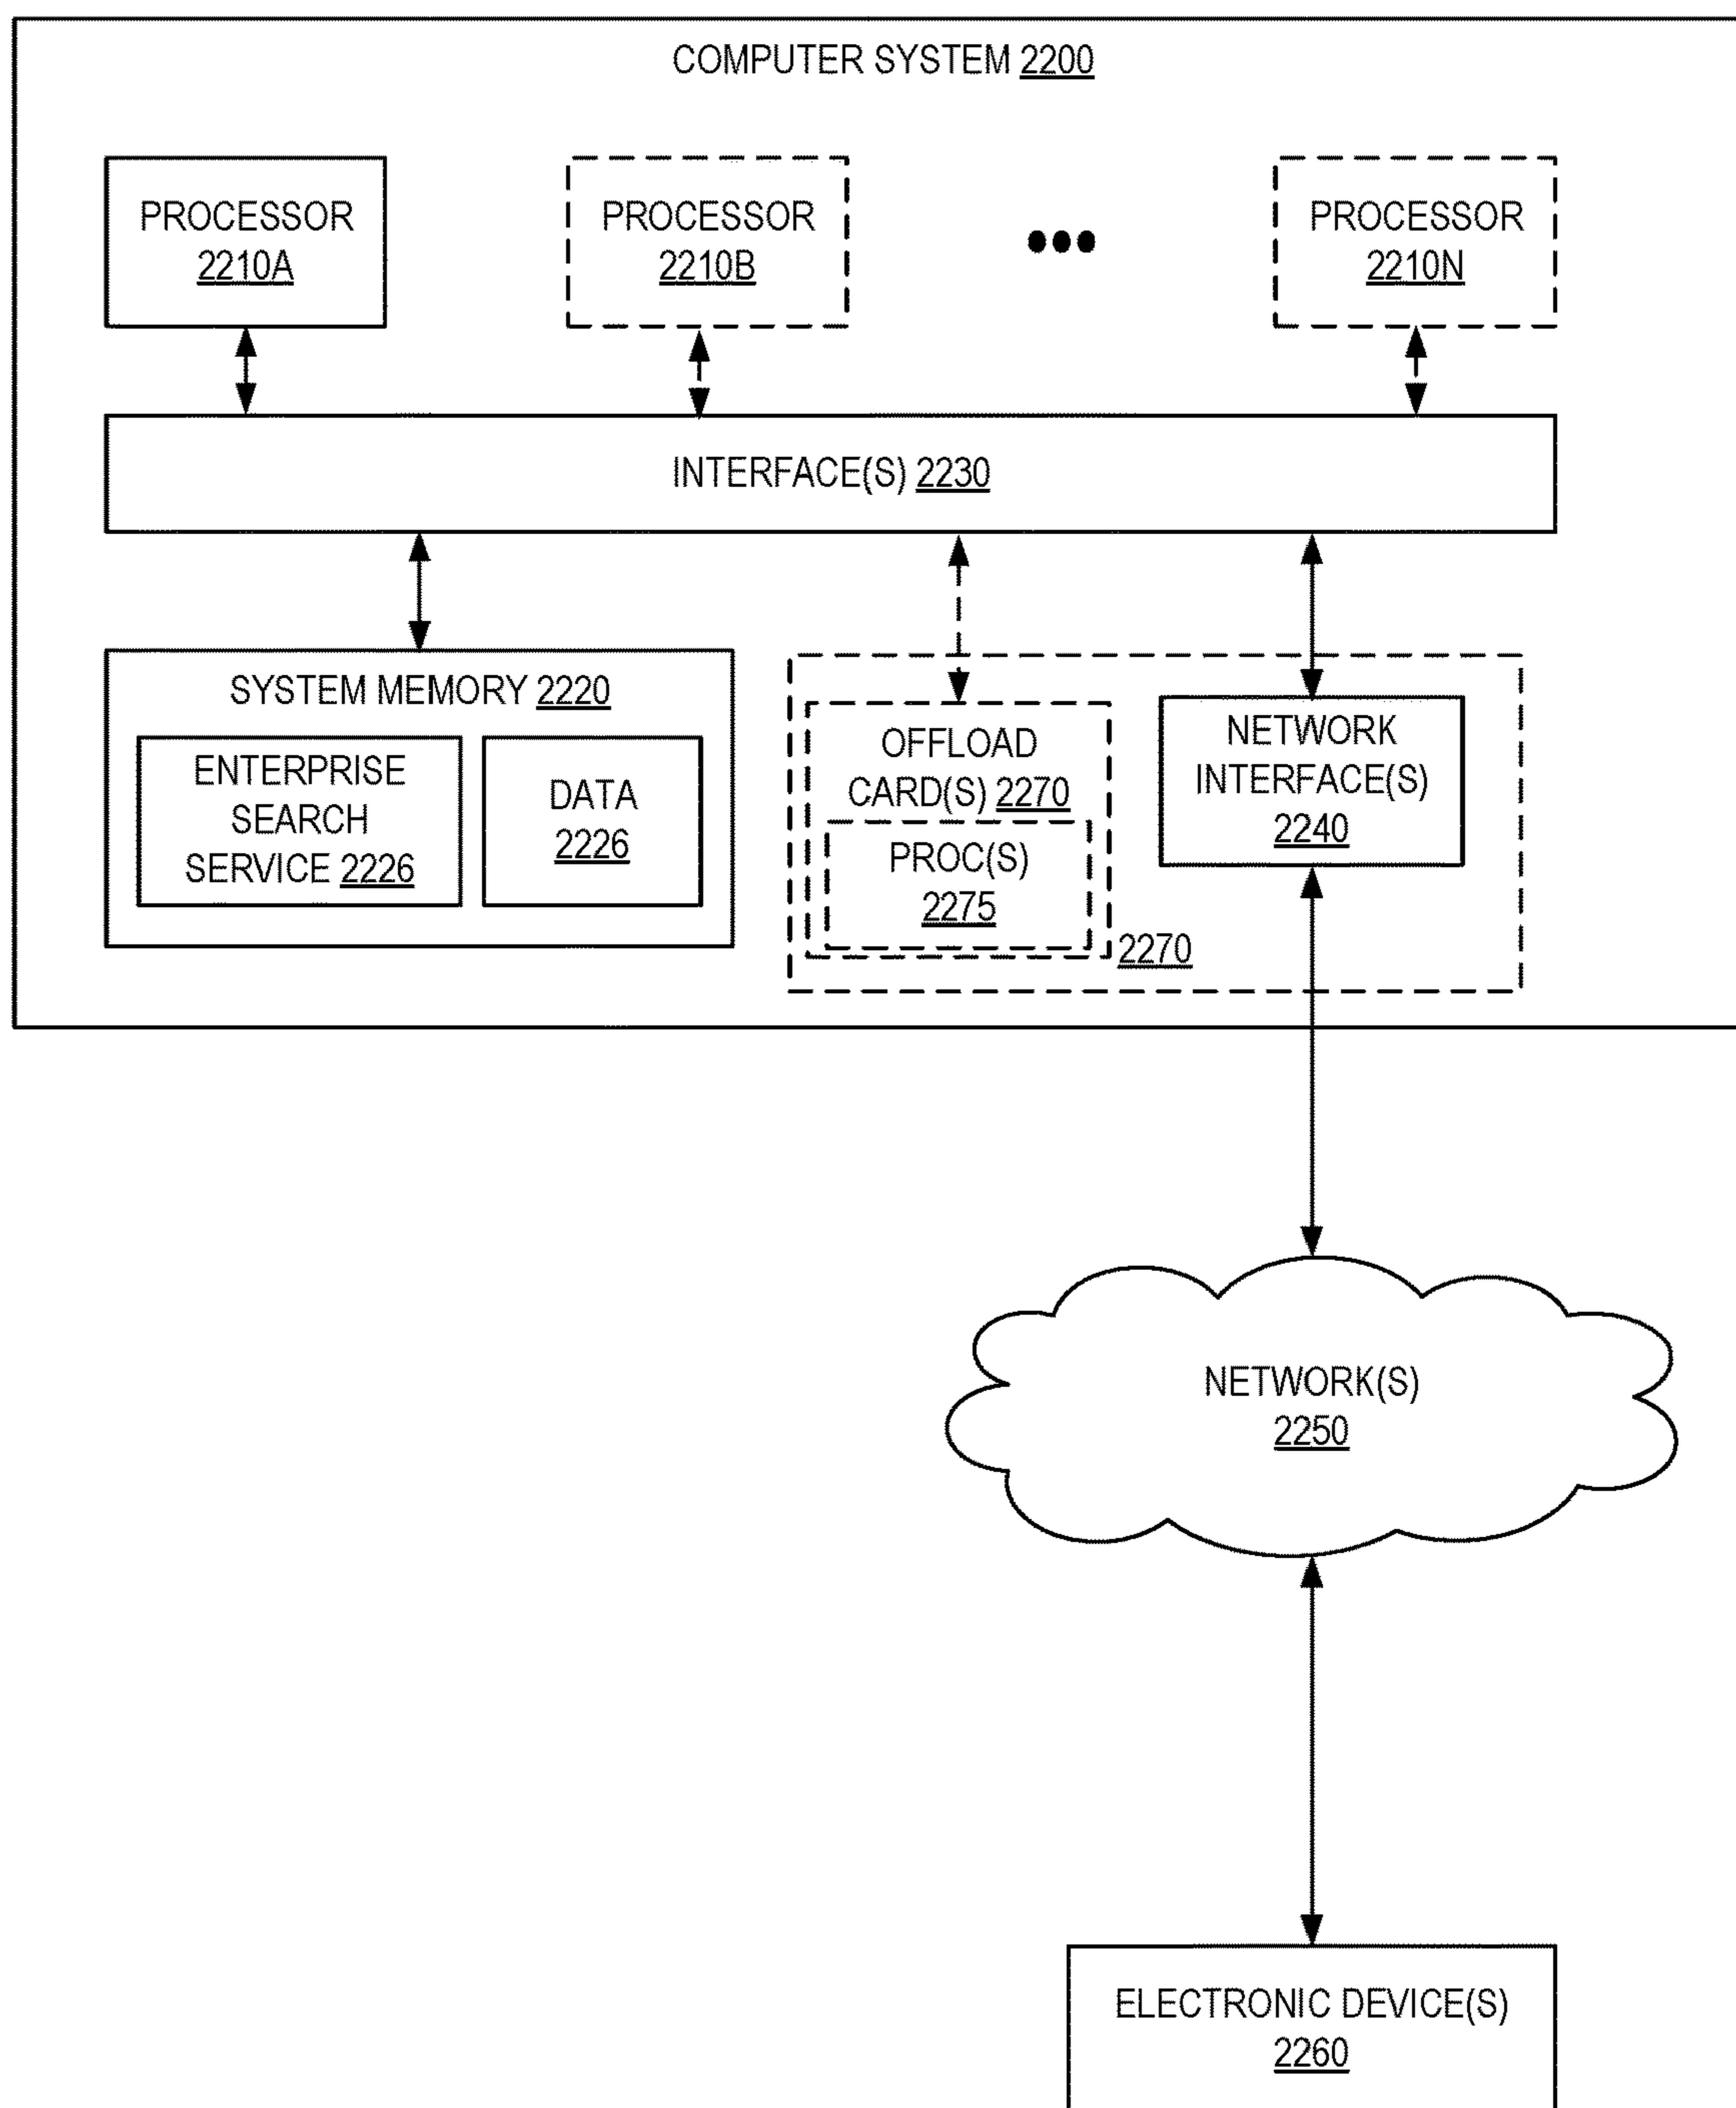 COMPUTER SYSTEM 2200
PROCESSOR
2210A
PROCESSOR
2210B
PROCESSOR
2210N
INTERFACE(S) 2230
SYSTEM MEMORY 2220
ENTERPRISE
SEARCH
SERVICE 2226
DATA
2226
OFFLOAD
CARD(S) 2270
PROC(S)
2275
2270
NETWORK
INTERFACE(S)
2240
NETWORK(S)
2250
ELECTRONIC DEVICE(S)
2260